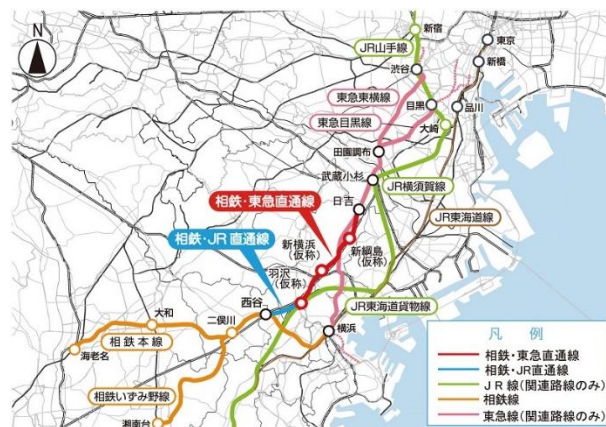 N
新宿
JR山手線
東京
渋谷
新橋
東急東横線
目黒
品川
東急目黒線
大崎
田園調布
武蔵小杉
JR横須賀線
日吉
相鉄・東急直通線
JR東海道線
相鉄・JR直通線
新横浜
(仮称)
新綱島
(仮称)
羽沢
(仮称)
西谷
JR東海道貨物線
大和
二俣川
横浜
相鉄本線
海老名
相鉄いずみ野線
湘南台
凡例
相鉄・東急直通線
相鉄・JR直通線
JR線(関連路線のみ)
相鉄線
東急線(関連路線のみ)